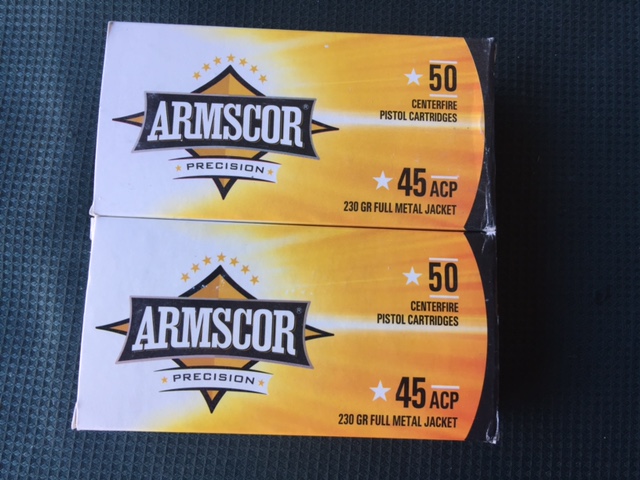 ARMSCOR®
PRECISION
50
CENTERFIRE
PISTOL CARTRIDGES
45 ACP
230 GR FULL METAL JACKET
ARMSCOR
PRECISION
50
CENTERFIRE
PISTOL CARTRIDGES
45 ACP
230 GR FULL METAL JACKET